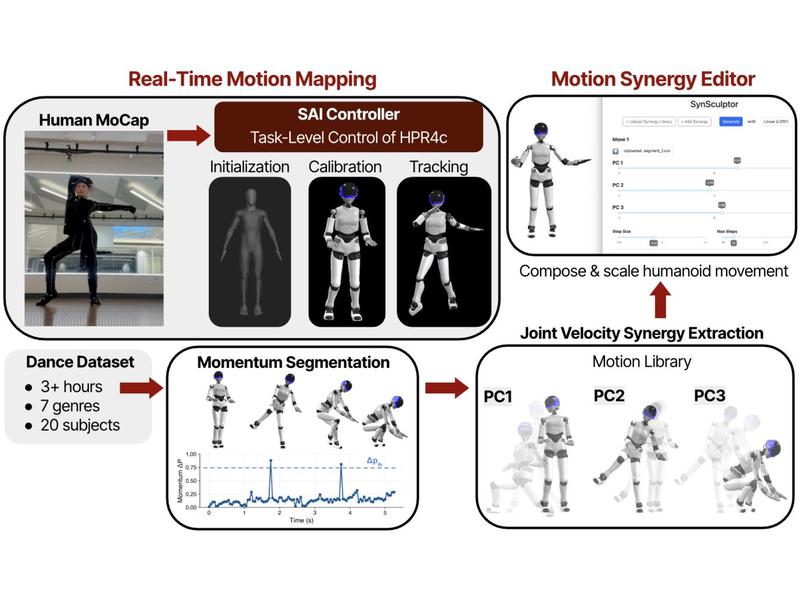 Real-Time Motion Mapping
Human MoCap
SAI Controller
Task-Level Control of HPR4c
Initialization
Calibration
Tracking
Dance Dataset
• 3+ hours
• 7 genres
• 20 subjects
Momentum Segmentation
Momentum ΔP
1.00
0.75
0.50
0.25
0.00
0 1 2 3 4 5
Time (s)
Motion Synergy Editor
SynSculptor
+ Upload Synergy Library
+ Add Synergy
Generate
with
Linear (LERP)
Move 1
Uploaded: segment_1.csv
PC 1
PC 2
PC 3
Step Size
Max Steps
Compose & scale humanoid movement
Joint Velocity Synergy Extraction
Motion Library
PC1
PC2
PC3